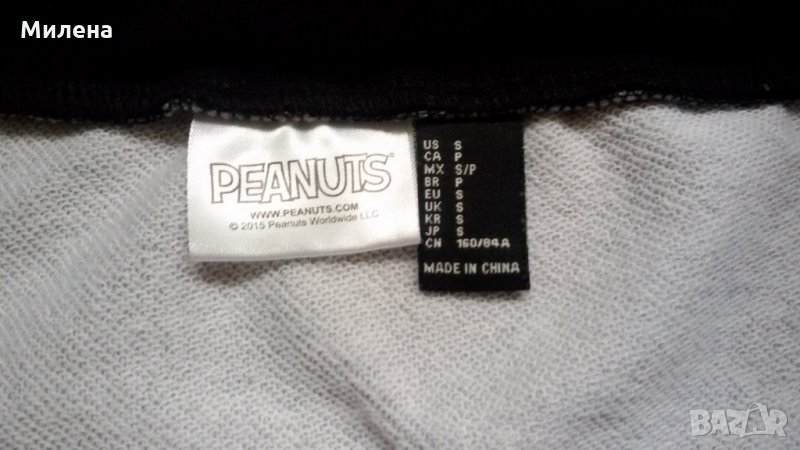 Милена
PEANUTS
WWW.PEANUTS.COM
© 2015 Peanuts Worldwide LLC
US S
CA P
MX S/P
BR P
EU S
UK S
KR S
JP S
CN 160/84A
MADE IN CHINA
BAZAR